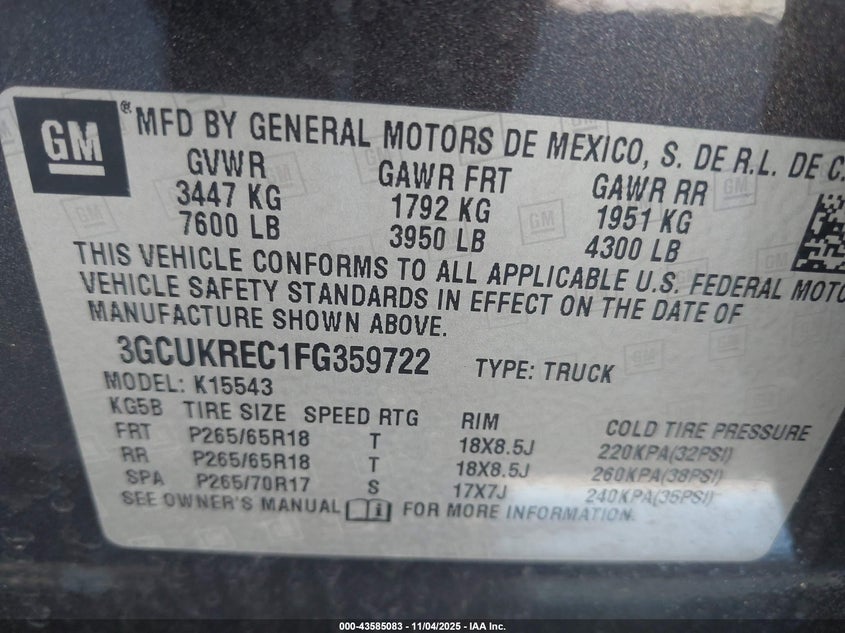 GM
® MFD BY GENERAL MOTORS DE MEXICO, S. DE R.L. DE C.
GVWR GAWR FRT GAWR RR
3447 KG 1792 KG 1951 KG
7600 LB 3950 LB 4300 LB
THIS VEHICLE CONFORMS TO ALL APPLICABLE U.S. FEDERAL MOTO
VEHICLE SAFETY STANDARDS IN EFFECT ON THE DATE OF
MANUFACTURE SHOWN ABOVE.
3GCUKREC1FG359722 TYPE: TRUCK
MODEL: K15543
KG5B TIRE SIZE SPEED RTG RIM COLD TIRE PRESSURE
FRT P265/65R18 T 18X8.5J 220KPA(32PSI)
RR P265/65R18 T 18X8.5J 260KPA(38PSI)
SPA P265/70R17 S 17X7J 240KPA(35PSI)
SEE OWNER'S MANUAL FOR MORE INFORMATION.
000-43585083 - 11/04/2025 - IAA Inc.